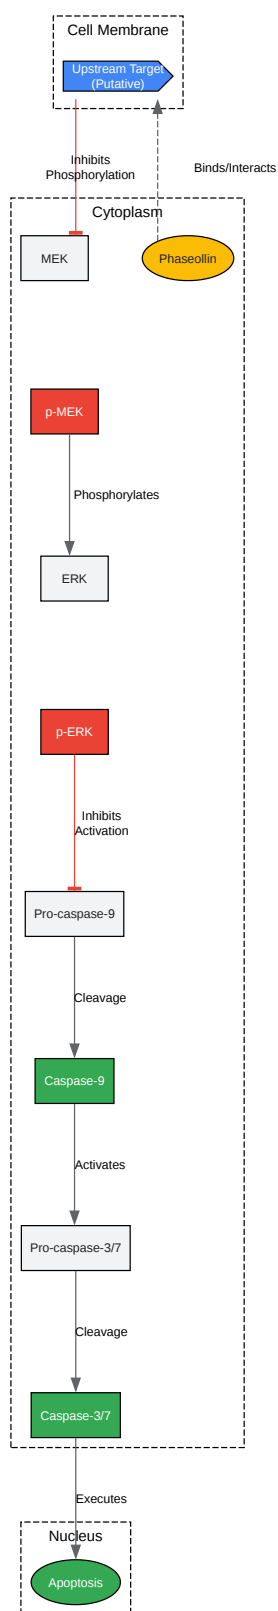 Cell Membrane
Upstream Target
(Putative)
Inhibits
Phosphorylation
Binds/Interacts
Cytoplasm
MEK
Phaseollin
p-MEK
Phosphorylates
ERK
p-ERK
Inhibits
Activation
Pro-caspase-9
Cleavage
Caspase-9
Activates
Pro-caspase-3/7
Cleavage
Caspase-3/7
Executes
Nucleus
Apoptosis